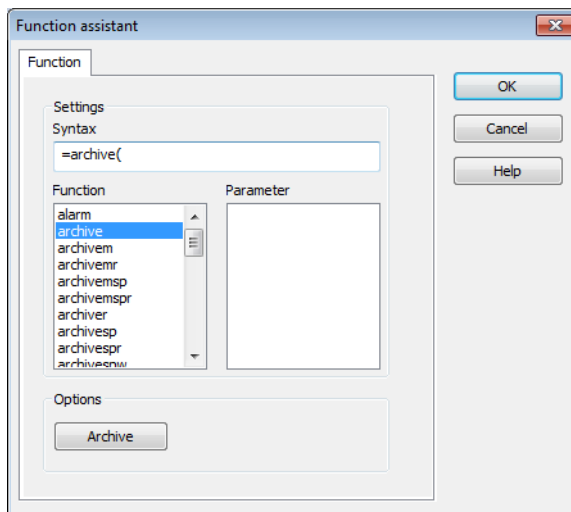 Function assistant
Function
OK
Cancel
Help
Settings
Syntax
=archive(
Function
Parameter
alarm
archive
archivem
archivemr
archivemsp
archivemspr
archiver
archivesp
archivespr
archivespw
Options
Archive